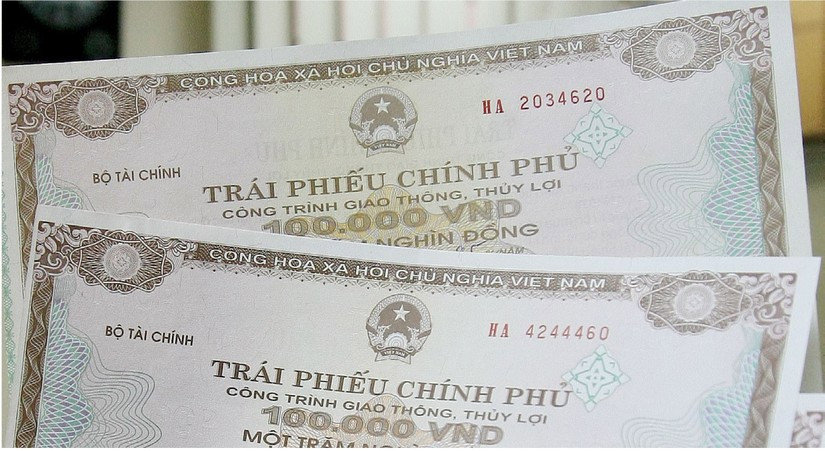 CỘNG HÒA XÃ HỘI CHỦ NGHĨA VIỆT NAM
HA 2034620
BỘ TÀI CHÍNH
TRÁI PHIẾU CHÍNH PHỦ
CÔNG TRÌNH GIAO THÔNG, THỦY LỢI
100.000 VND
NGHÌN ĐỒNG
CỘNG HÒA XÃ HỘI CHỦ NGHĨA VIỆT NAM
HA 4244460
BỘ TÀI CHÍNH
TRÁI PHIẾU CHÍNH PHỦ
CÔNG TRÌNH GIAO THÔNG, THỦY LỢI
100.000 VND
MỘT TRĂM